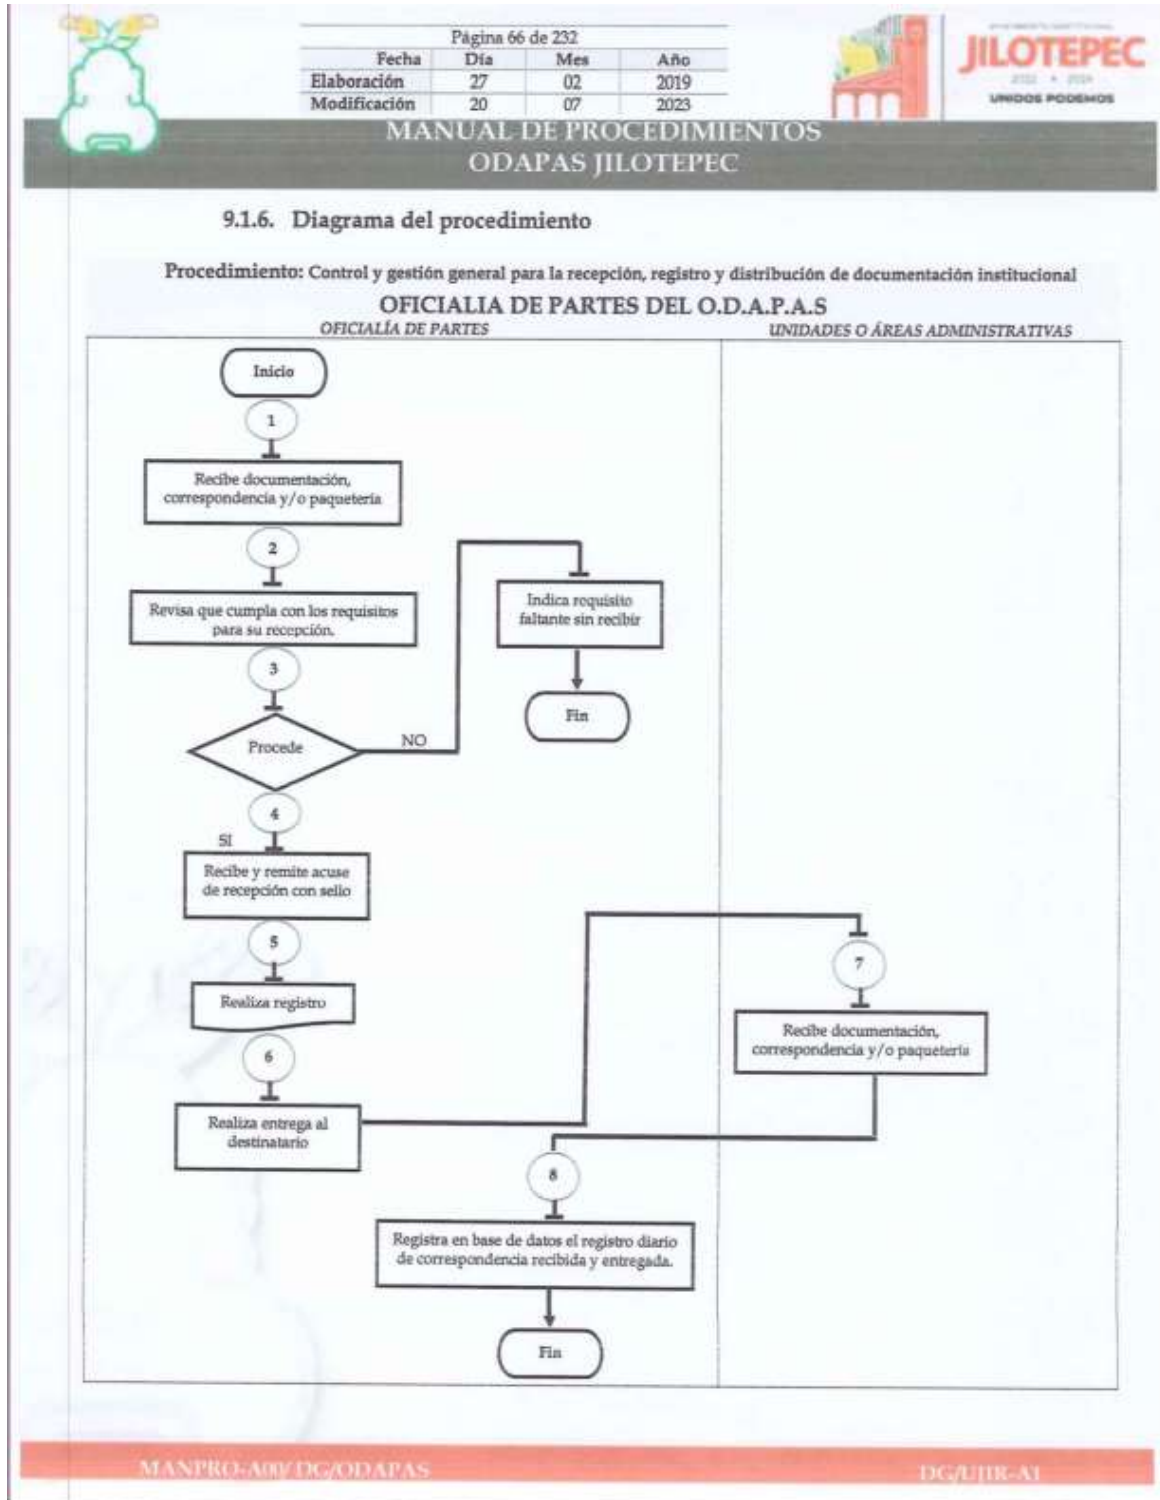 Página 66 de 232
Fecha Día Mes Año
Elaboración 27 02 2019
Modificación 20 07 2023
JILOTEPEC
UNIDOS PODEMOS
MANUAL DE PROCEDIMIENTOS
ODAPAS JILOTEPEC
9.1.6. Diagrama del procedimiento
Procedimiento: Control y gestión general para la recepción, registro y distribución de documentación institucional
OFICIALIA DE PARTES DEL O.D.A.P.A.S
OFICIALÍA DE PARTES
UNIDADES O ÁREAS ADMINISTRATIVAS
Inicio
1
Recibe documentación,
correspondencia y/o paquetería
2
Revisa que cumpla con los requisitos
para su recepción.
Indica requisito
faltante sin recibir
3
Fin
Procede
NO
4
SI
Recibe y remite acuse
de recepción con sello
5
Realiza registro
6
Realiza entrega al
destinatario
7
Recibe documentación,
correspondencia y/o paquetería
8
Registra en base de datos el registro diario
de correspondencia recibida y entregada.
Fin
MANPRO-A00/ DG/ODAPAS
DG/UJIR-A1